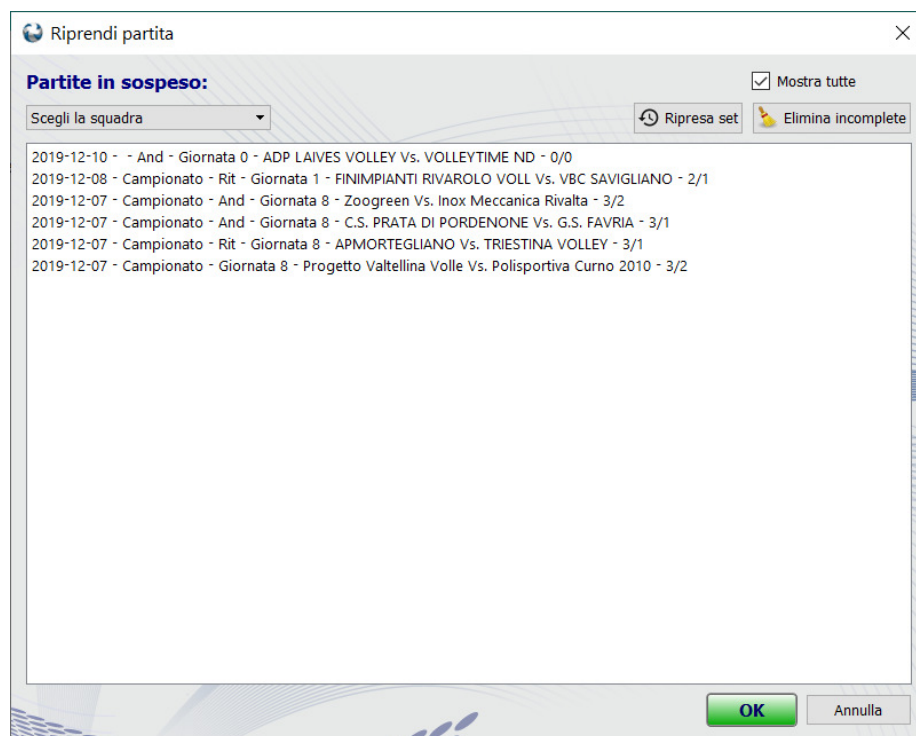 Riprendi partita
Partite in sospeso:
Mostra tutte
Scegli la squadra
Ripresa set
Elimina incomplete
2019-12-10 - - And - Giornata 0 - ADP LAIVES VOLLEY Vs. VOLLEYTIME ND - 0/0
2019-12-08 - Campionato - Rit - Giornata 1 - FINIMPIANTI RIVAROLO VOLL Vs. VBC SAVIGLIANO - 2/1
2019-12-07 - Campionato - And - Giornata 8 - Zoogreen Vs. Inox Meccanica Rivalta - 3/2
2019-12-07 - Campionato - And - Giornata 8 - C.S. PRATA DI PORDENONE Vs. G.S. FAVRIA - 3/1
2019-12-07 - Campionato - Rit - Giornata 8 - APMORTEGLIANO Vs. TRIESTINA VOLLEY - 3/1
2019-12-07 - Campionato - Giornata 8 - Progetto Valtellina Volle Vs. Polisportiva Curno 2010 - 3/2
OK
Annulla